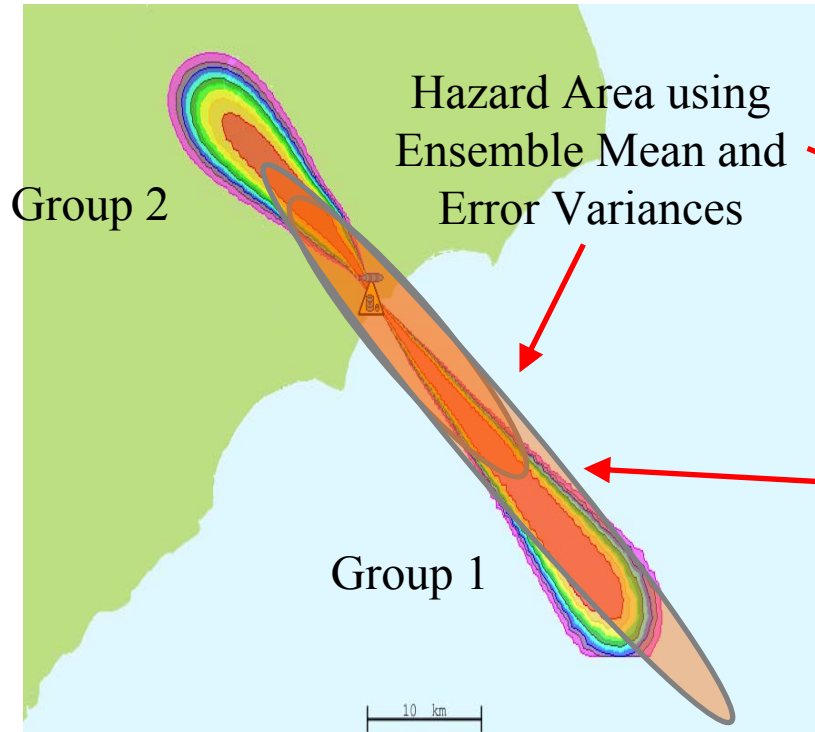 Hazard Area using
Ensemble Mean and
Error Variances
Group 2
Group 1
10 km